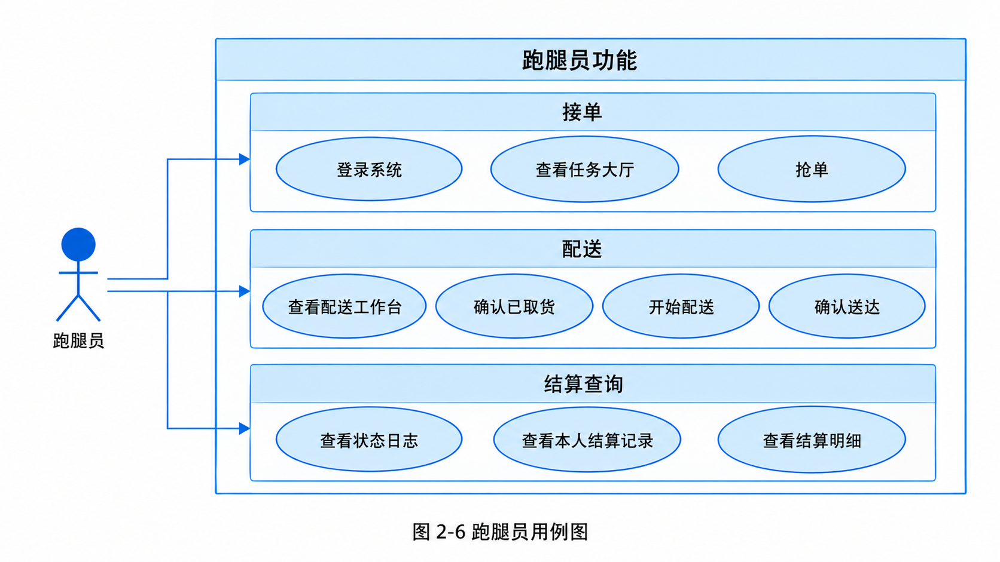 跑腿员功能
接单
登录系统
查看任务大厅
抢单
配送
查看配送工作台
确认已取货
开始配送
确认送达
跑腿员
结算查询
查看状态日志
查看本人结算记录
查看结算明细
图 2-6 跑腿员用例图